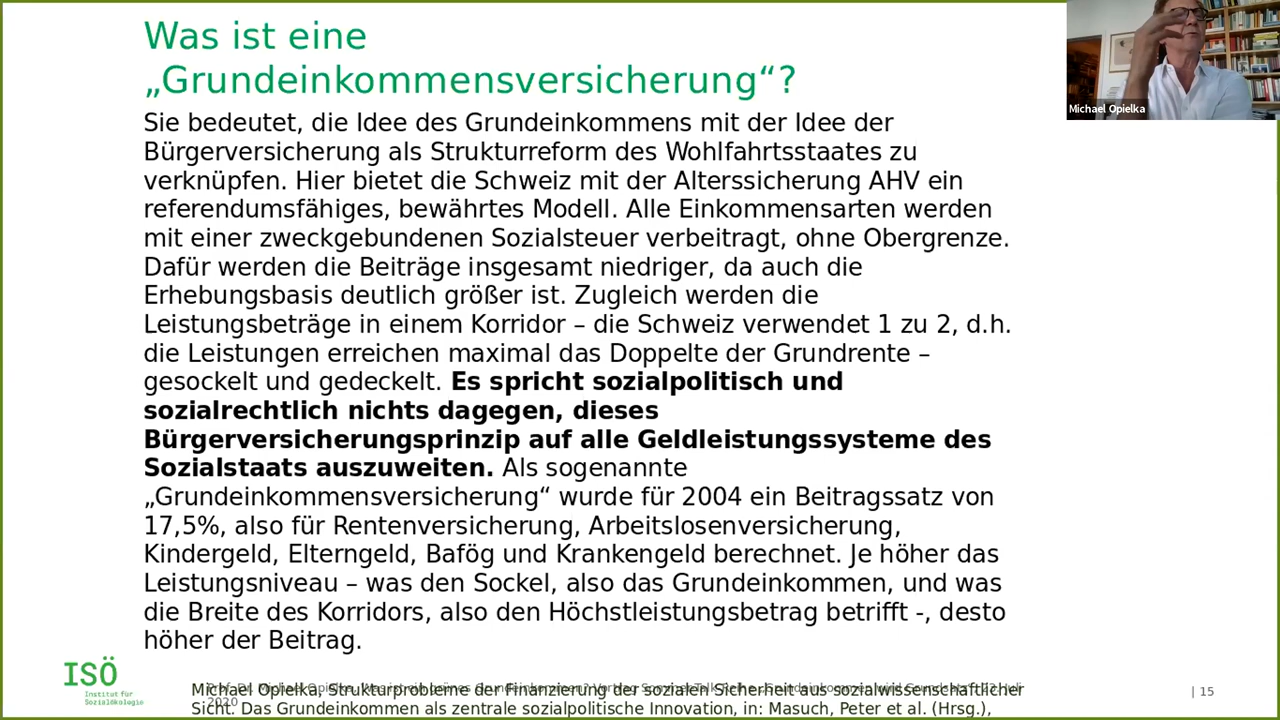 Was ist eine
„Grundeinkommensversicherung“?
Sie bedeutet, die Idee des Grundeinkommens mit der Idee der
Bürgerversicherung als Strukturreform des Wohlfahrtsstaates zu
verknüpfen. Hier bietet die Schweiz mit der Alterssicherung AHV ein
referendumsfähiges, bewährtes Modell. Alle Einkommensarten werden
mit einer zweckgebundenen Sozialsteuer verbeitragt, ohne Obergrenze.
Dafür werden die Beiträge insgesamt niedriger, da auch die
Erhebungsbasis deutlich größer ist. Zugleich werden die
Leistungsbeträge in einem Korridor – die Schweiz verwendet 1 zu 2, d.h.
die Leistungen erreichen maximal das Doppelte der Grundrente –
gesockelt und gedeckelt. Es spricht sozialpolitisch und
sozialrechtlich nichts dagegen, dieses
Bürgerversicherungsprinzip auf alle Geldleistungssysteme des
Sozialstaats auszuweiten. Als sogenannte
„Grundeinkommensversicherung“ wurde für 2004 ein Beitragssatz von
17,5%, also für Rentenversicherung, Arbeitslosenversicherung,
Kindergeld, Elterngeld, Bafög und Krankengeld berechnet. Je höher das
Leistungsniveau – was den Sockel, also das Grundeinkommen, und was
die Breite des Korridors, also den Höchstleistungsbetrag betrifft -, desto
höher der Beitrag.
Michael Opielka
ISÖ
Institut für
Sozialökologie
Michael Opielka, Strukturprobleme der Finanzierung der sozialen Sicherheit aus sozialwissenschaftlicher
Sicht. Das Grundeinkommen als zentrale sozialpolitische Innovation, in: Masuch, Peter et al. (Hrsg.),
2020
| 15